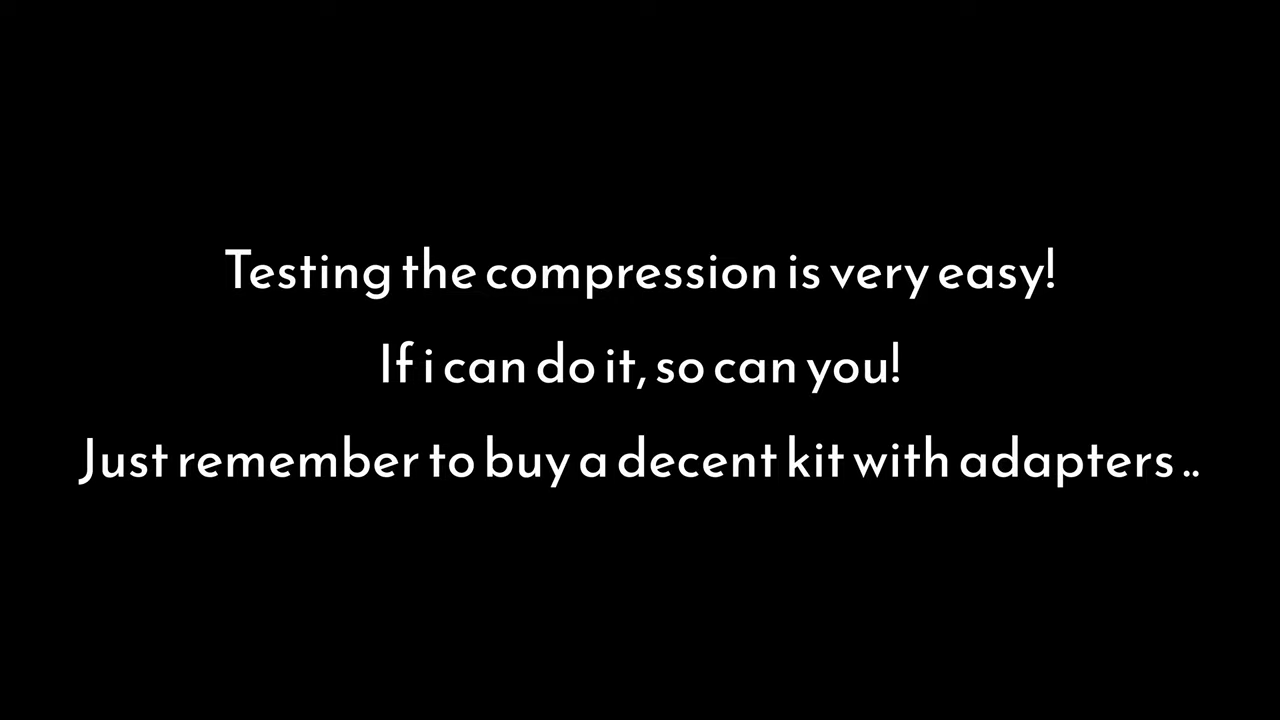 Testing the compression is very easy!
If i can do it, so can you!
Just remember to buy a decent kit with adapters ..